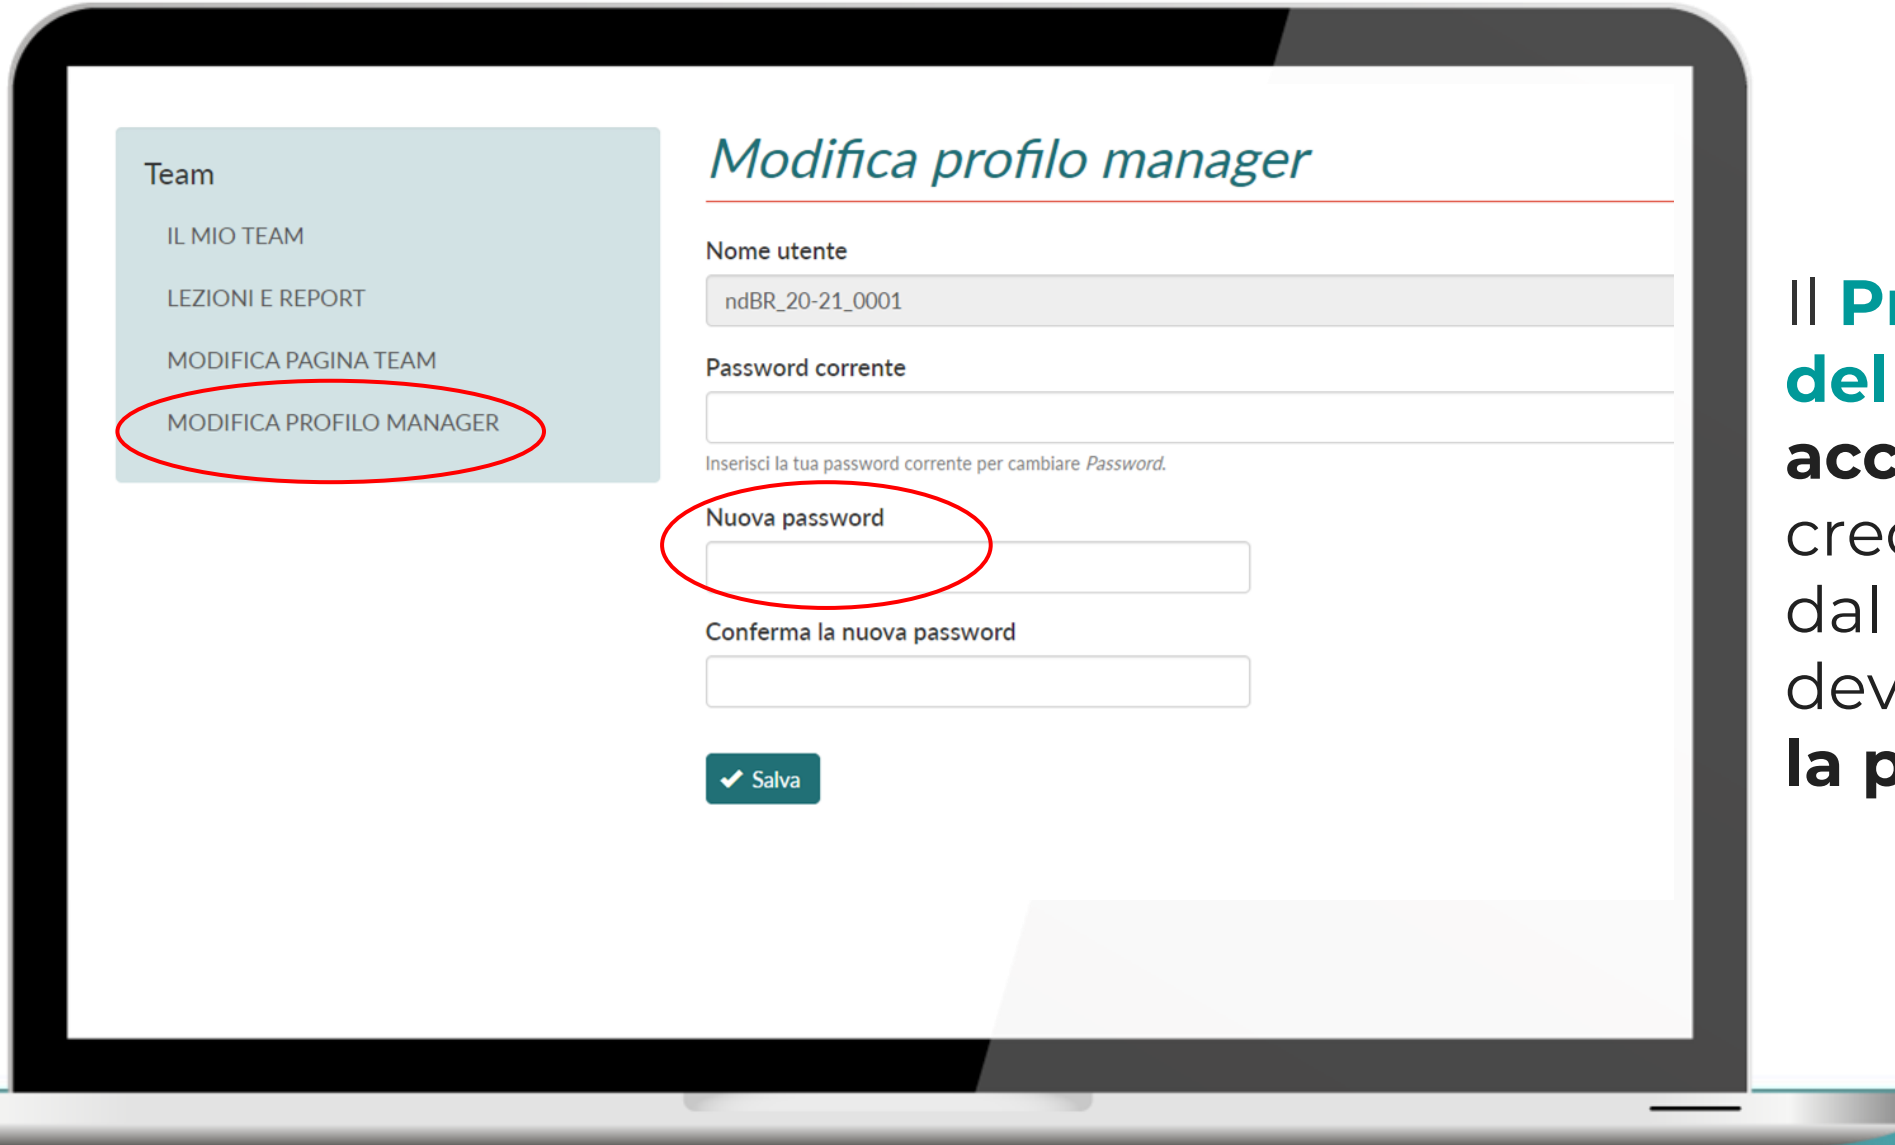 Team
IL MIO TEAM
LEZIONI E REPORT
MODIFICA PAGINA TEAM
MODIFICA PROFILO MANAGER
Modifica profilo manager
Nome utente
ndBR_20-21_0001
Password corrente
Inserisci la tua password corrente per cambiare Password.
Nuova password
Conferma la nuova password
Salva
Il
del
dal
la